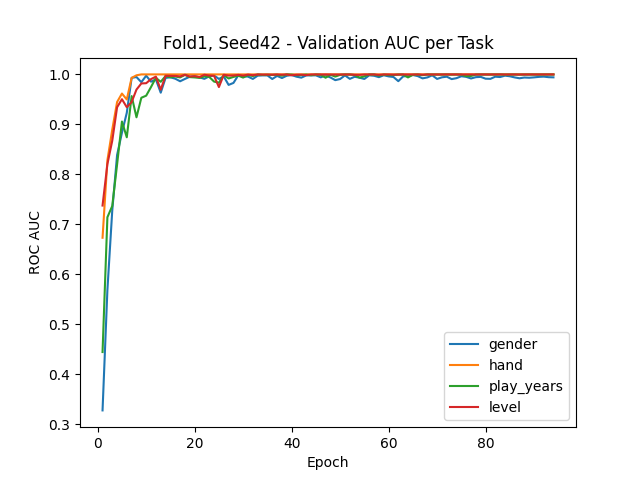 Fold1, Seed42 - Validation AUC per Task
ROC AUC
1.0
0.9
0.8
0.7
0.6
0.5
0.4
0.3
0
20
40
60
80
Epoch
gender
hand
play_years
level